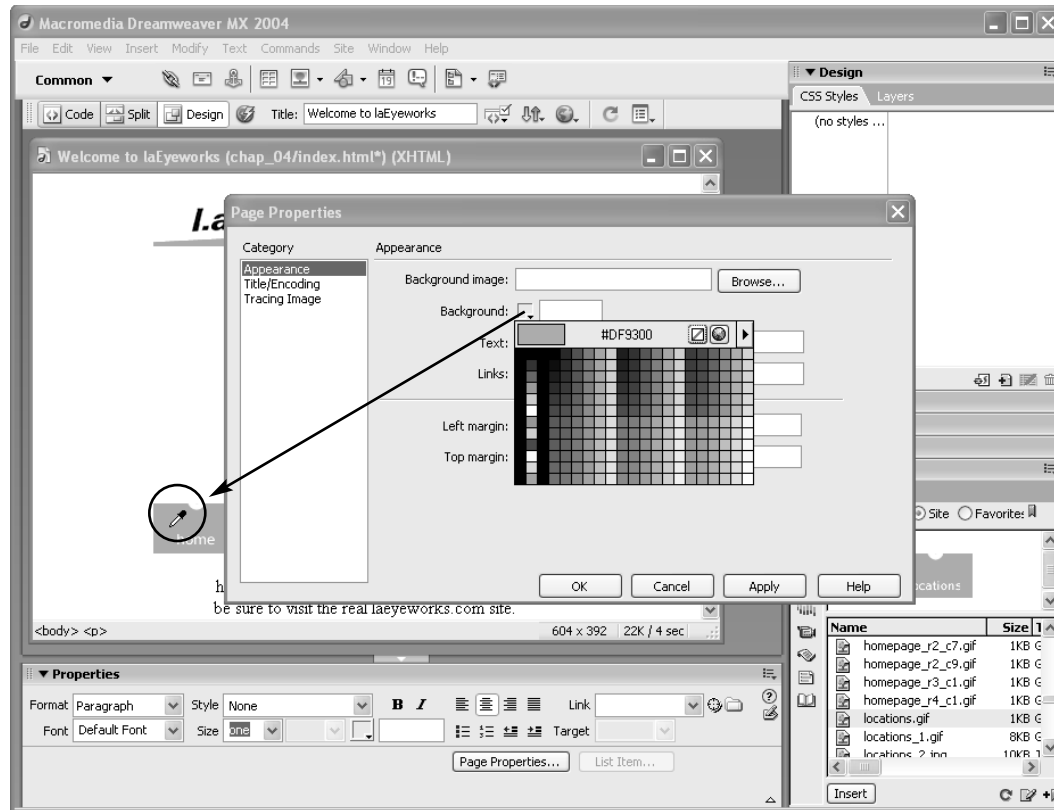 Macromedia Dreamweaver MX 2004
File Edit View Insert Modify Text Commands Site Window Help
Common
Code Split Design Title: Welcome to laEyeworks
Welcome to laEyeworks (chap_04/index.html*) (XHTML)
l.a
Page Properties
Category
Appearance
Title/Encoding
Tracing Image
Appearance
Background image: Browse...
Background:
#DF9300
Text:
Links:
Left margin:
Top margin:
OK Cancel Apply Help
home
h
be sure to visit the real laeyeworks.com site.
<body> <p> 604 x 392 22K / 4 sec
Properties
Format Paragraph Style None B I Link
Font Default Font Size one Target
Page Properties... List Item...
Design
CSS Styles Layers
(no styles ...
Site Favorites
locations
Name Size T
homepage_r2_c7.gif 1KB G
homepage_r2_c9.gif 1KB G
homepage_r3_c1.gif 1KB G
homepage_r4_c1.gif 1KB G
locations.gif 1KB G
locations_1.gif 8KB G
10KB
Insert